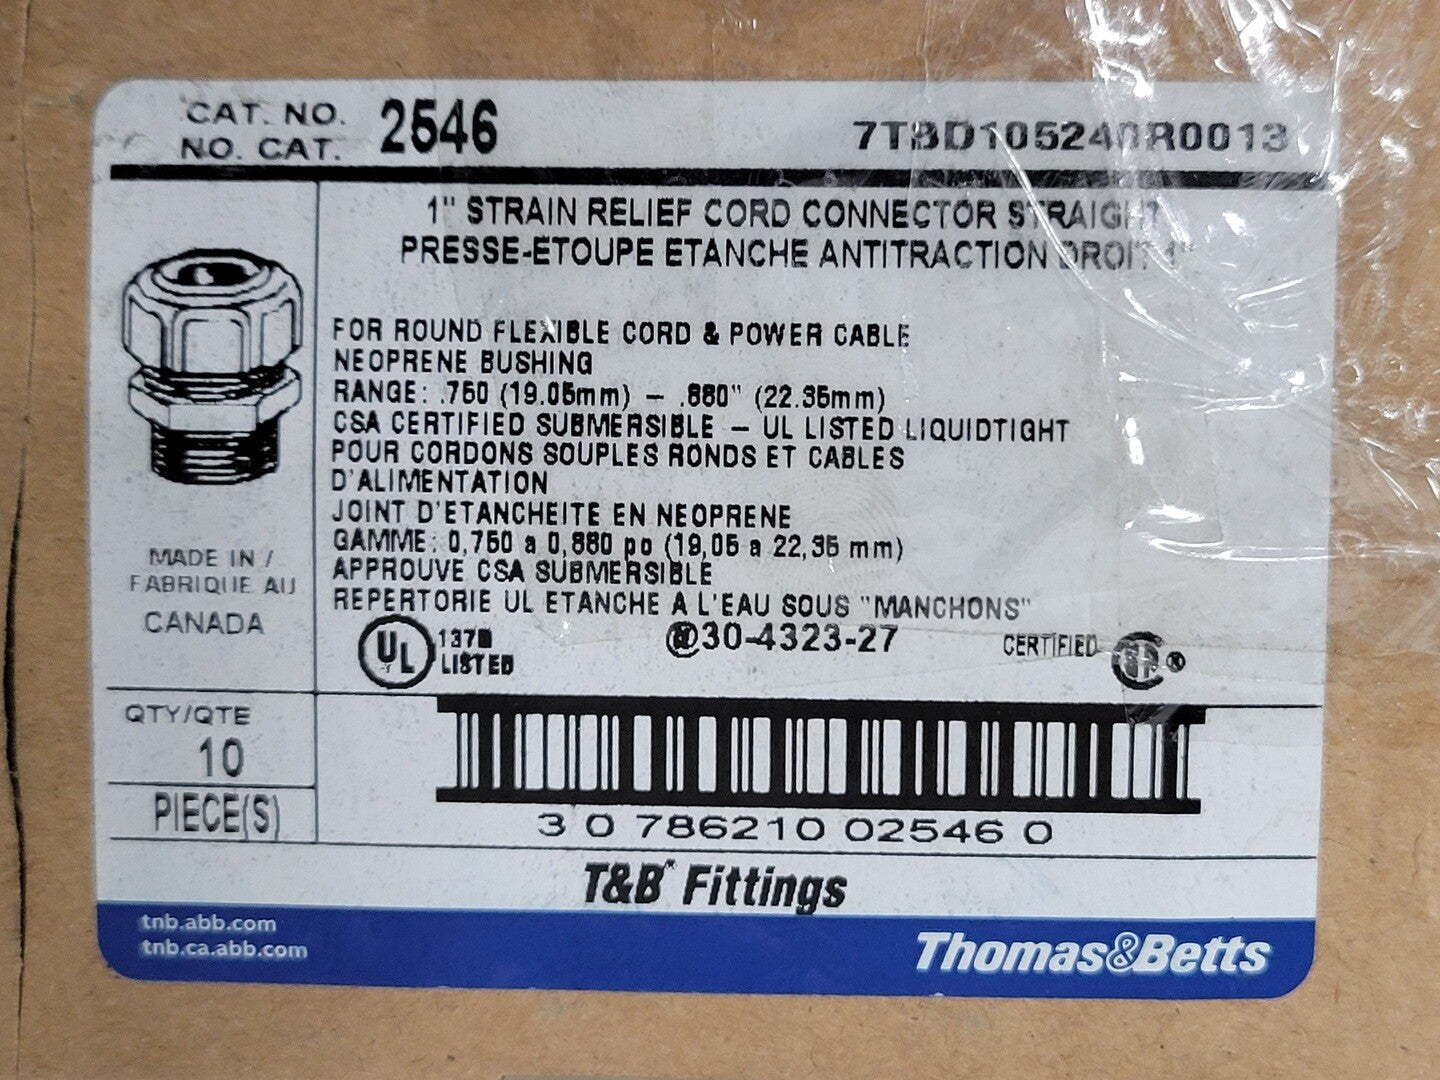 CAT. NO. 2546
NO. CAT.
7TBD105240R0013
1" STRAIN RELIEF CORD CONNECTOR STRAIGHT
PRESSE-ETOUPE ETANCHE ANTITRACTION DROIT 1"
FOR ROUND FLEXIBLE CORD & POWER CABLE
NEOPRENE BUSHING
RANGE: .750 (19.05mm) – .880" (22.35mm)
CSA CERTIFIED SUBMERSIBLE – UL LISTED LIQUIDTIGHT
POUR CORDONS SOUPLES RONDS ET CABLES
D'ALIMENTATION
JOINT D'ETANCHEITE EN NEOPRENE
GAMME: 0,750 a 0,880 po (19,05 a 22,35 mm)
APPROUVE CSA SUBMERSIBLE
REPERTORIE UL ETANCHE A L'EAU SOUS "MANCHONS"
MADE IN /
FABRIQUE AU
CANADA
UL 137B
LISTED
30-4323-27
CERTIFIED ®
QTY/QTE
10
PIECE(S)
3 0 786210 02546 0
T&B* Fittings
tnb.abb.com
tnb.ca.abb.com
Thomas&Betts